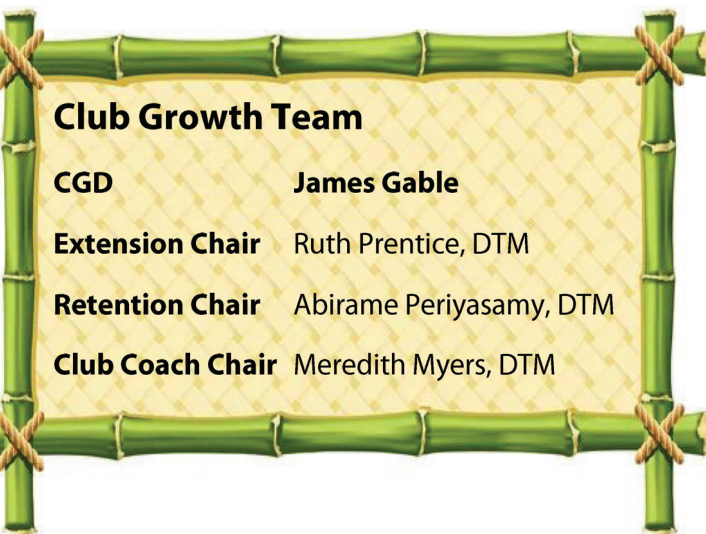 Club Growth Team
CGD James Gable
Extension Chair Ruth Prentice, DTM
Retention Chair Abirame Periyasamy, DTM
Club Coach Chair Meredith Myers, DTM